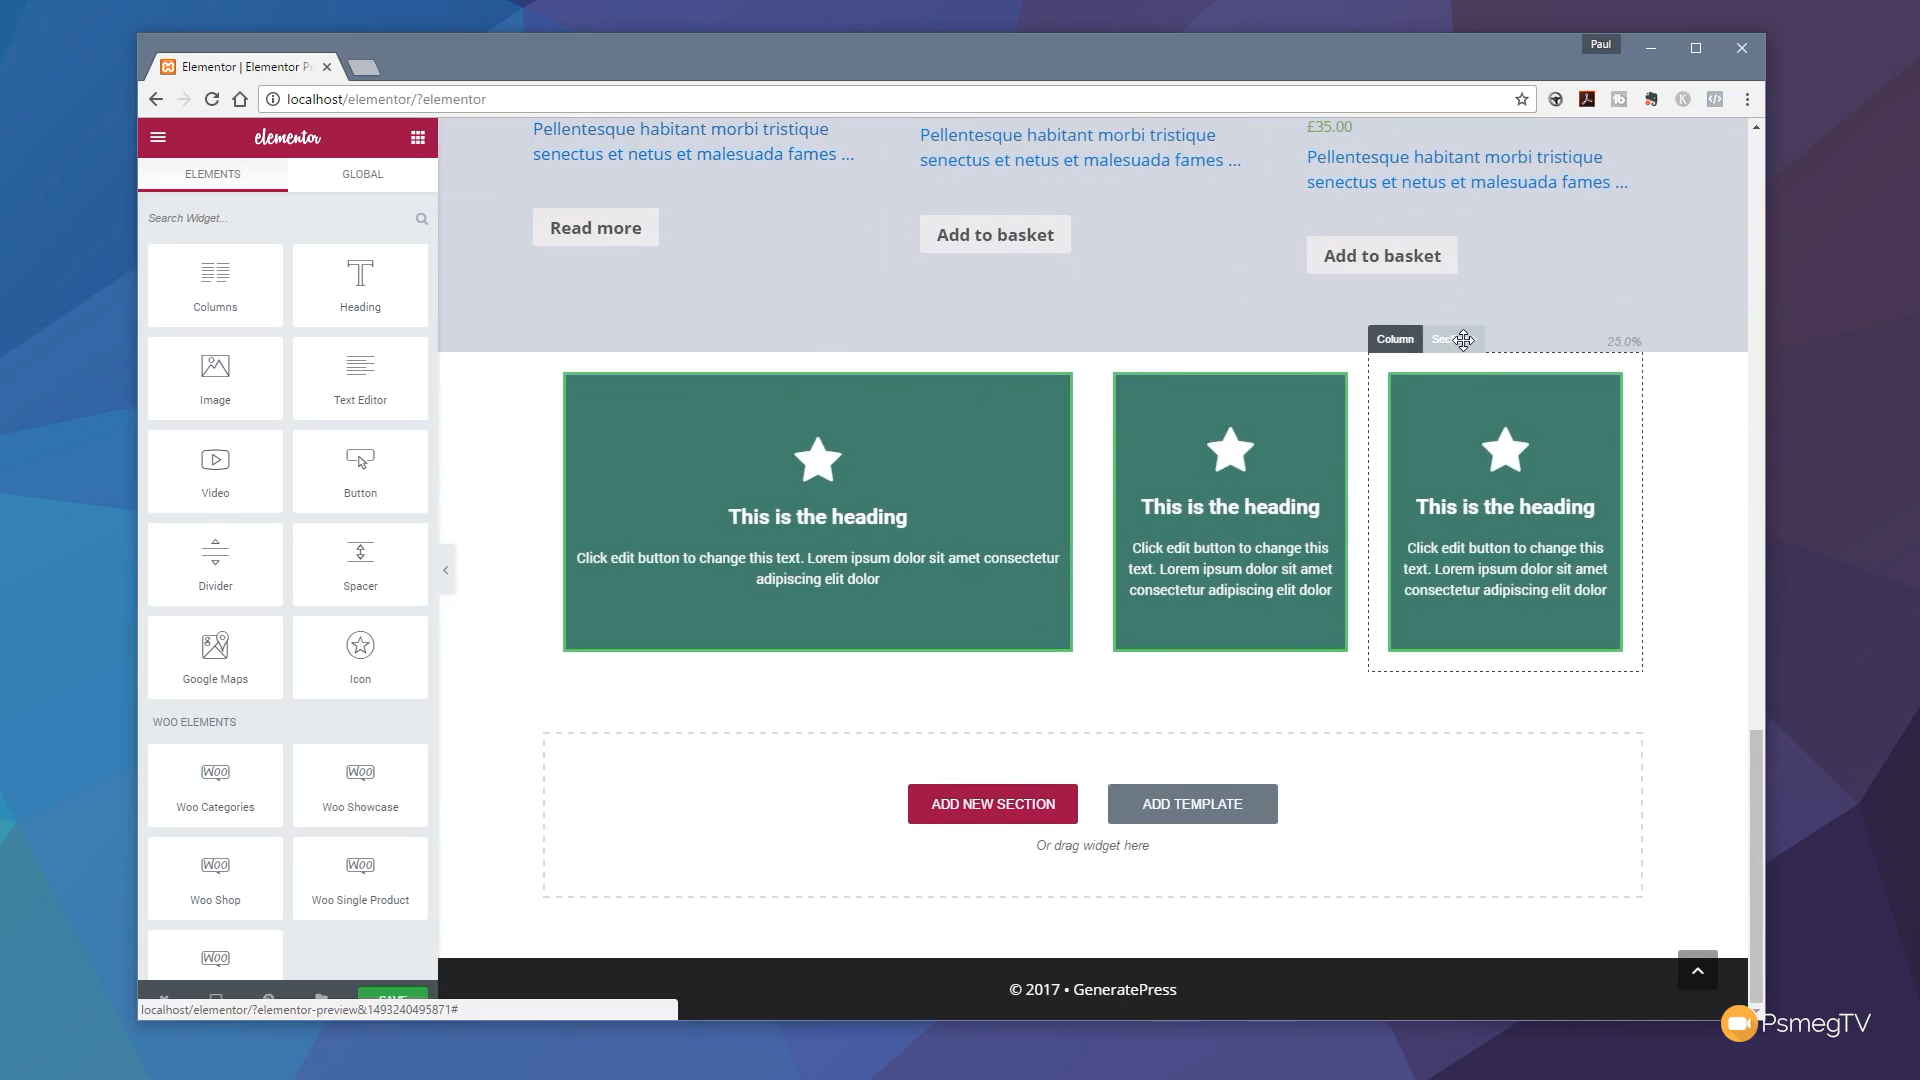 Paul
Elementor | Elementor P
localhost/elementor/?elementor
elementor
ELEMENTS
GLOBAL
Search Widget...
Columns
Heading
Image
Text Editor
Video
Button
Divider
Spacer
Google Maps
Icon
WOO ELEMENTS
WOO
Woo Categories
WOO
Woo Showcase
WOO
Woo Shop
WOO
Woo Single Product
WOO
SAVE
localhost/elementor/?elementor-preview&1493240495871#
Pellentesque habitant morbi tristique
senectus et netus et malesuada fames ...
Read more
Pellentesque habitant morbi tristique
senectus et netus et malesuada fames ...
Add to basket
£35.00
Pellentesque habitant morbi tristique
senectus et netus et malesuada fames ...
Add to basket
Column
25.0%
This is the heading
Click edit button to change this text. Lorem ipsum dolor sit amet consectetur
adipiscing elit dolor
This is the heading
Click edit button to change this
text. Lorem ipsum dolor sit amet
consectetur adipiscing elit dolor
This is the heading
Click edit button to change this
text. Lorem ipsum dolor sit amet
consectetur adipiscing elit dolor
ADD NEW SECTION
ADD TEMPLATE
Or drag widget here
© 2017 • GeneratePress
PsmegTV